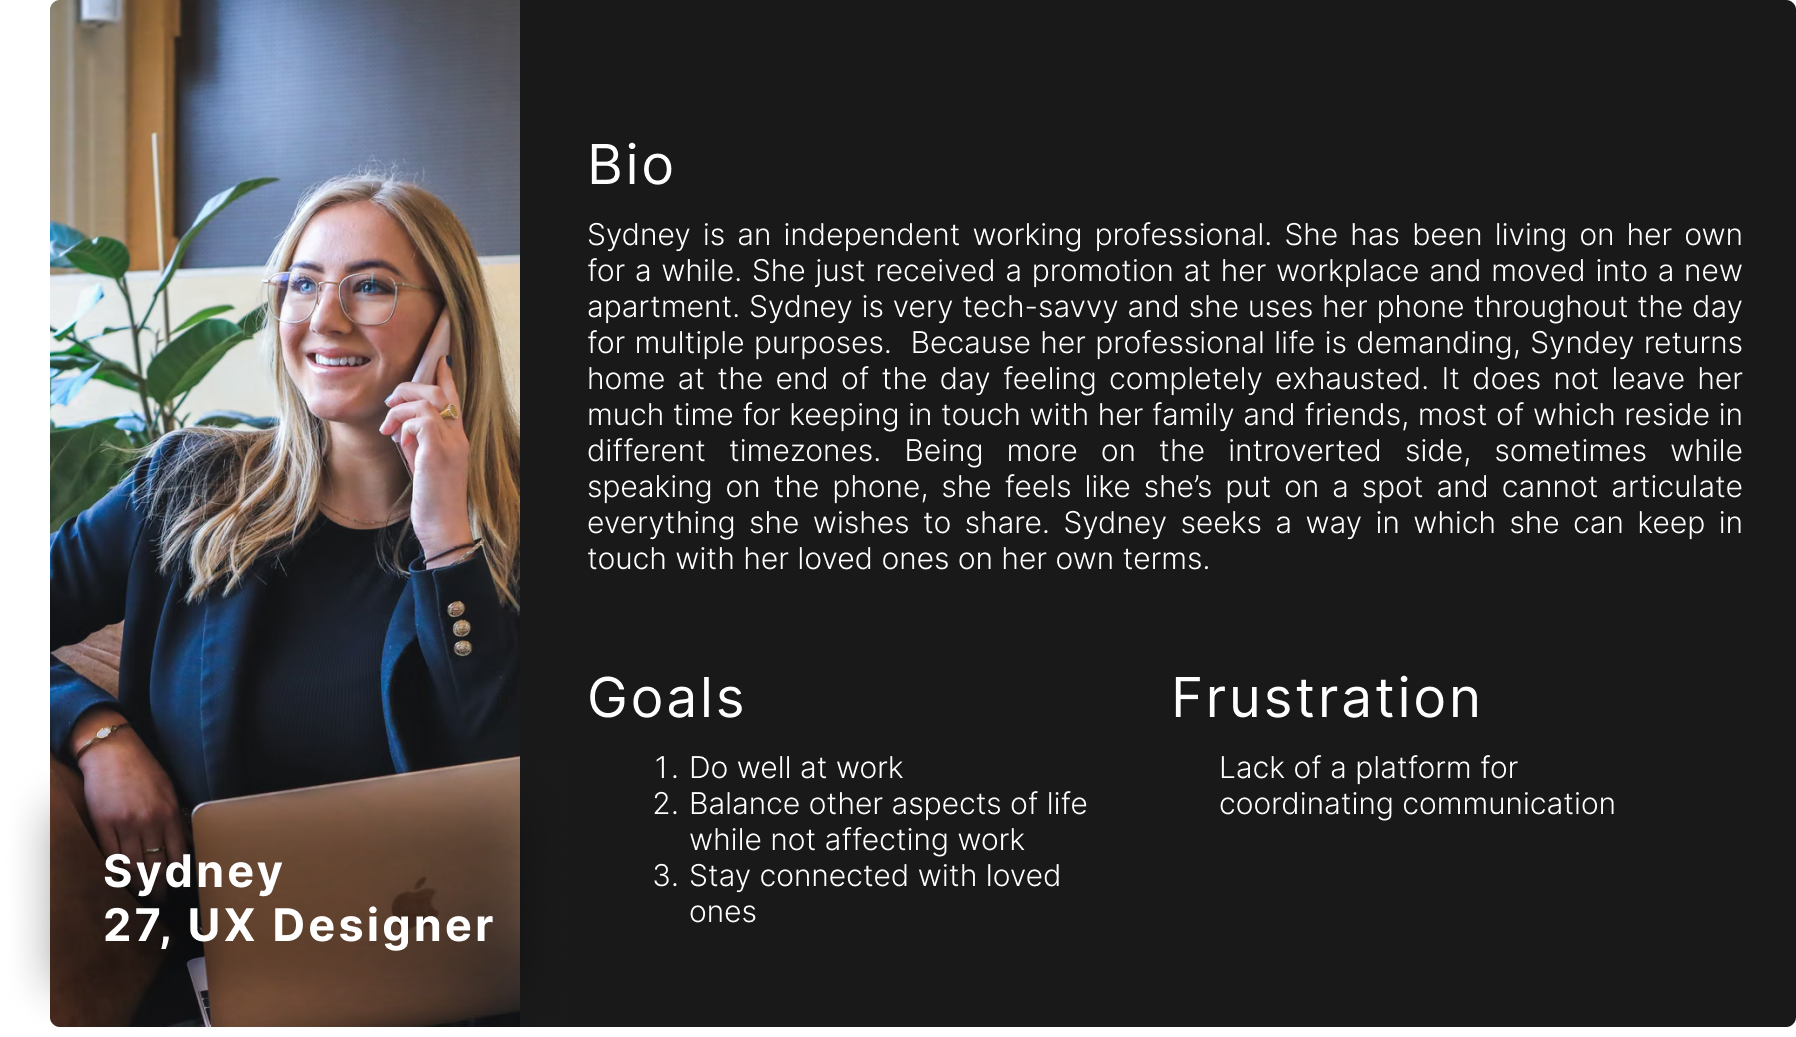 Bio
Sydney is an independent working professional. She has been living on her own
for a while. She just received a promotion at her workplace and moved into a new
apartment. Sydney is very tech-savvy and she uses her phone throughout the day
for multiple purposes.  Because her professional life is demanding, Syndey returns
home at the end of the day feeling completely exhausted. It does not leave her
much time for keeping in touch with her family and friends, most of which reside in
different timezones. Being more on the introverted side, sometimes while
speaking on the phone, she feels like she’s put on a spot and cannot articulate
everything she wishes to share. Sydney seeks a way in which she can keep in
touch with her loved ones on her own terms.
Goals
1. Do well at work
2. Balance other aspects of life
while not affecting work
3. Stay connected with loved
ones
Frustration
Lack of a platform for
coordinating communication
Sydney
27, UX Designer